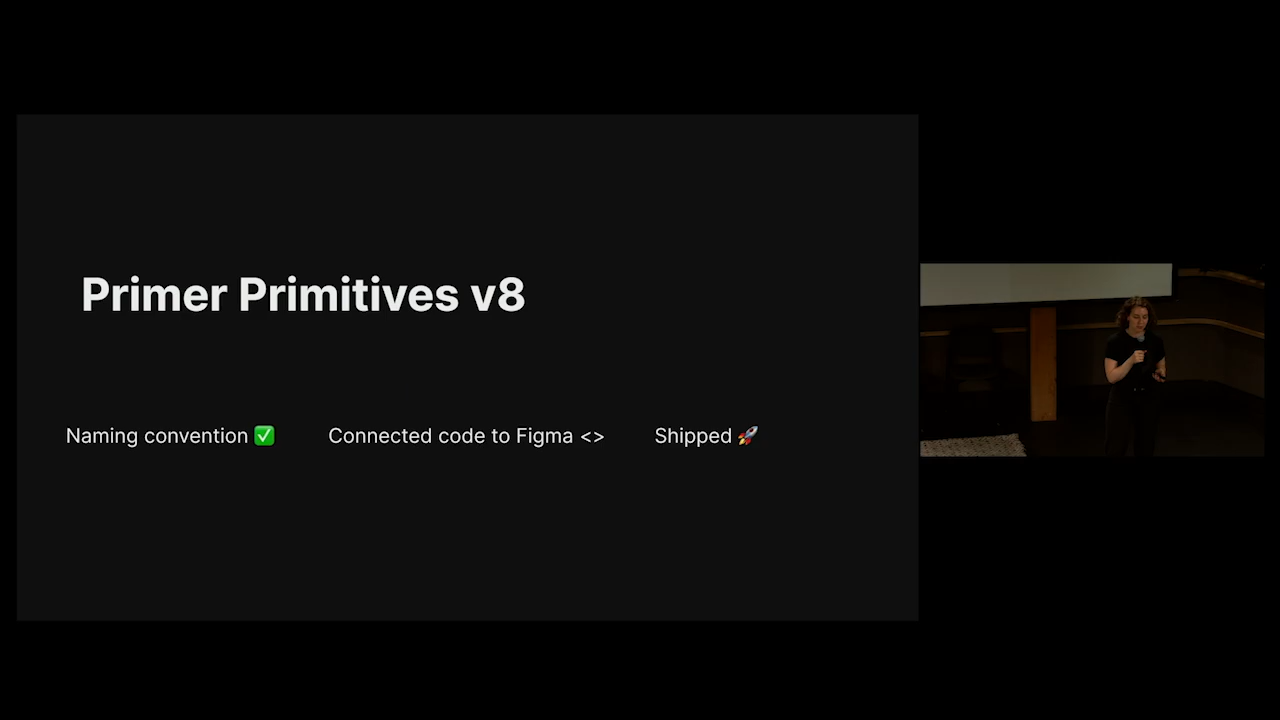 Primer Primitives v8
Naming convention ✅ Connected code to Figma <> Shipped 🚀